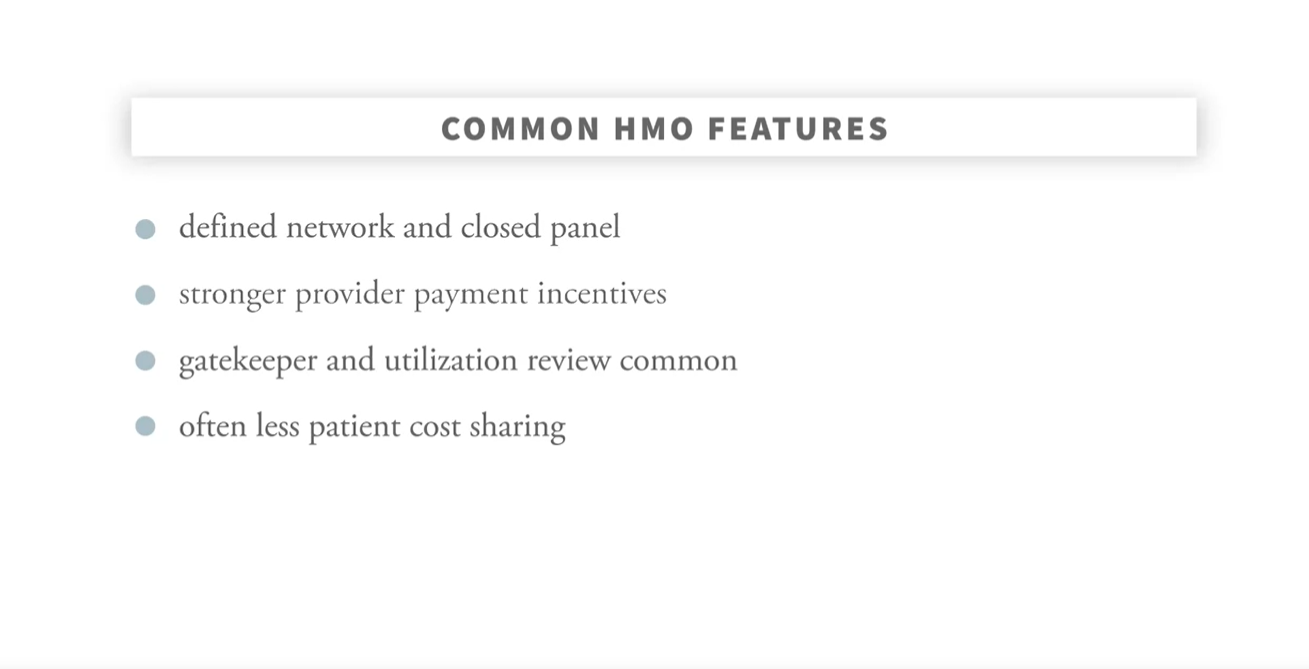 COMMON HMO FEATURES
defined network and closed panel
stronger provider payment incentives
gatekeeper and utilization review common
often less patient cost sharing